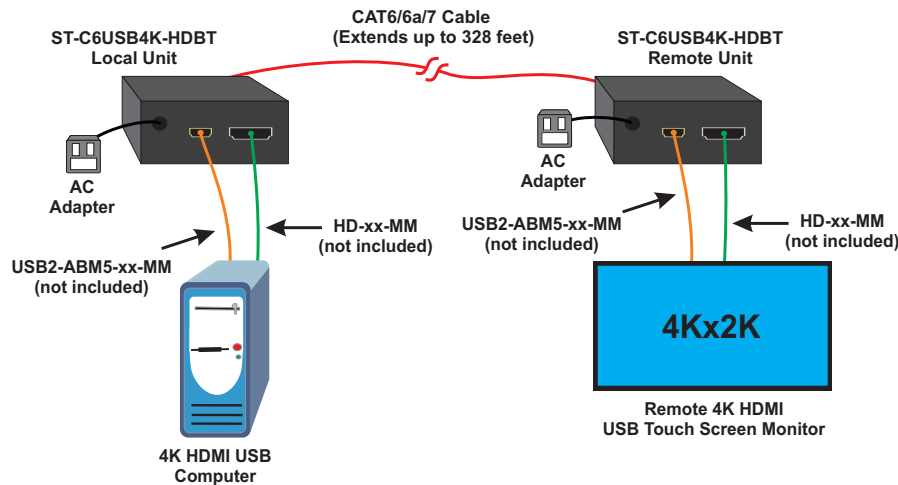 CAT6/6a/7 Cable
(Extends up to 328 feet)
ST-C6USB4K-HDBT
Local Unit
ST-C6USB4K-HDBT
Remote Unit
AC
Adapter
AC
Adapter
HD-xx-MM
(not included)
USB2-ABM5-xx-MM
(not included)
USB2-ABM5-xx-MM
(not included)
HD-xx-MM
(not included)
4Kx2K
4K HDMI USB
Computer
Remote 4K HDMI
USB Touch Screen Monitor